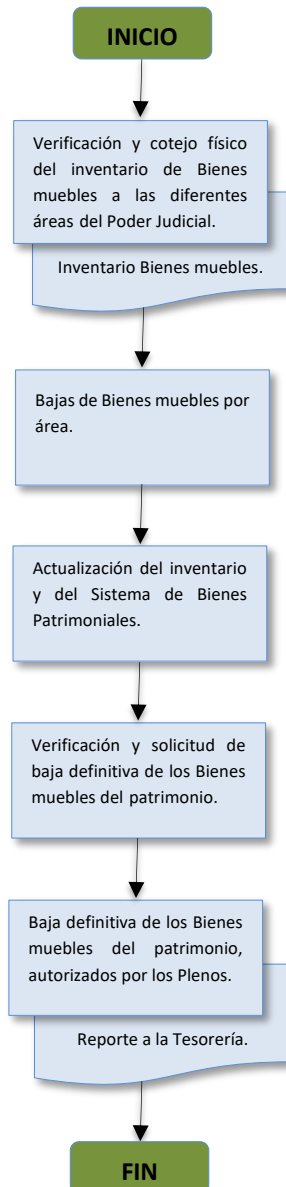 INICIO
Verificación y cotejo físico
del inventario de Bienes
muebles a las diferentes
áreas del Poder Judicial.
Inventario Bienes muebles.
Bajas de Bienes muebles por
área.
Actualización del inventario
y del Sistema de Bienes
Patrimoniales.
Verificación y solicitud de
baja definitiva de los Bienes
muebles del patrimonio.
Baja definitiva de los Bienes
muebles del patrimonio,
autorizados por los Plenos.
Reporte a la Tesorería.
FIN